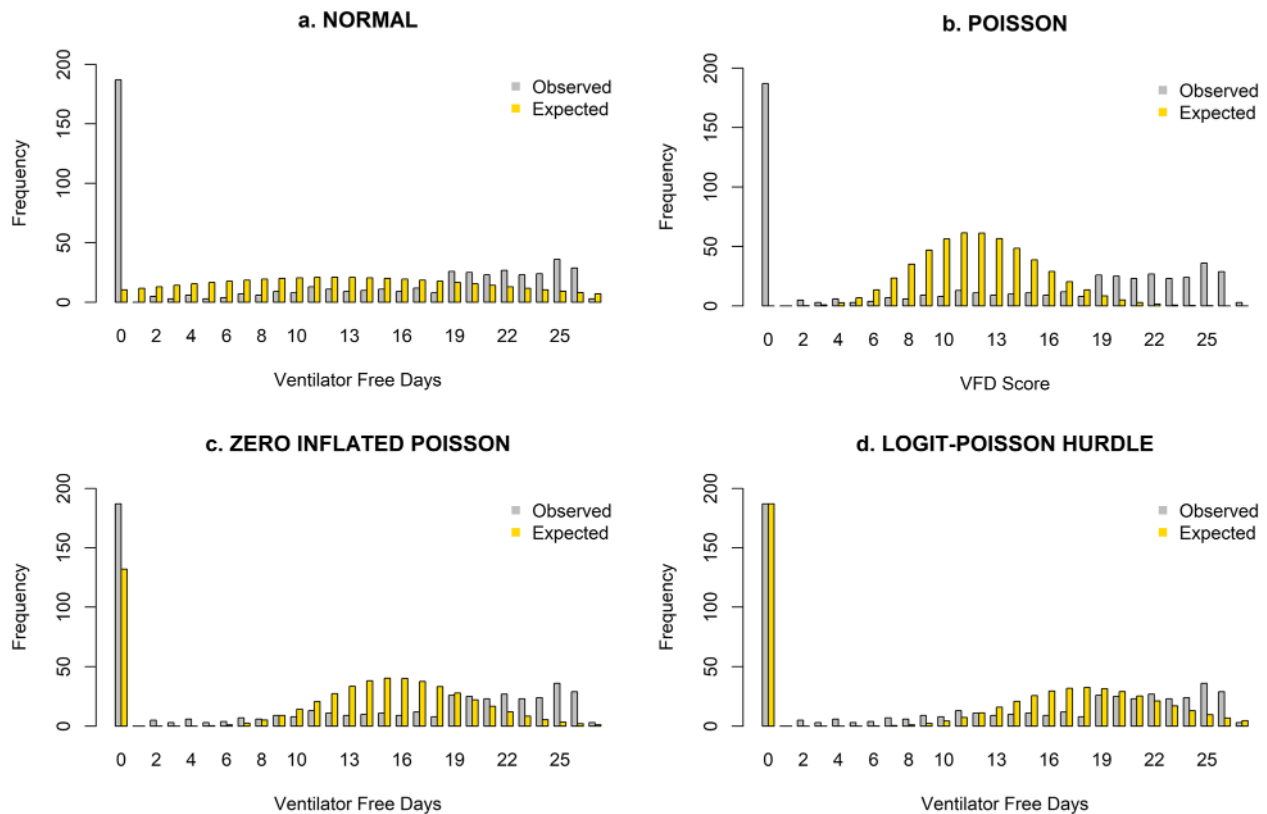 a. NORMAL
Frequency
200
150
100
50
0
Observed
Expected
0 2 4 6 8 10 13 16 19 22 25
Ventilator Free Days
b. POISSON
Frequency
200
150
100
50
0
Observed
Expected
0 2 4 6 8 10 13 16 19 22 25
VFD Score
c. ZERO INFLATED POISSON
Frequency
200
150
100
50
0
Observed
Expected
0 2 4 6 8 10 13 16 19 22 25
Ventilator Free Days
d. LOGIT-POISSON HURDLE
Frequency
200
150
100
50
0
Observed
Expected
0 2 4 6 8 10 13 16 19 22 25
Ventilator Free Days